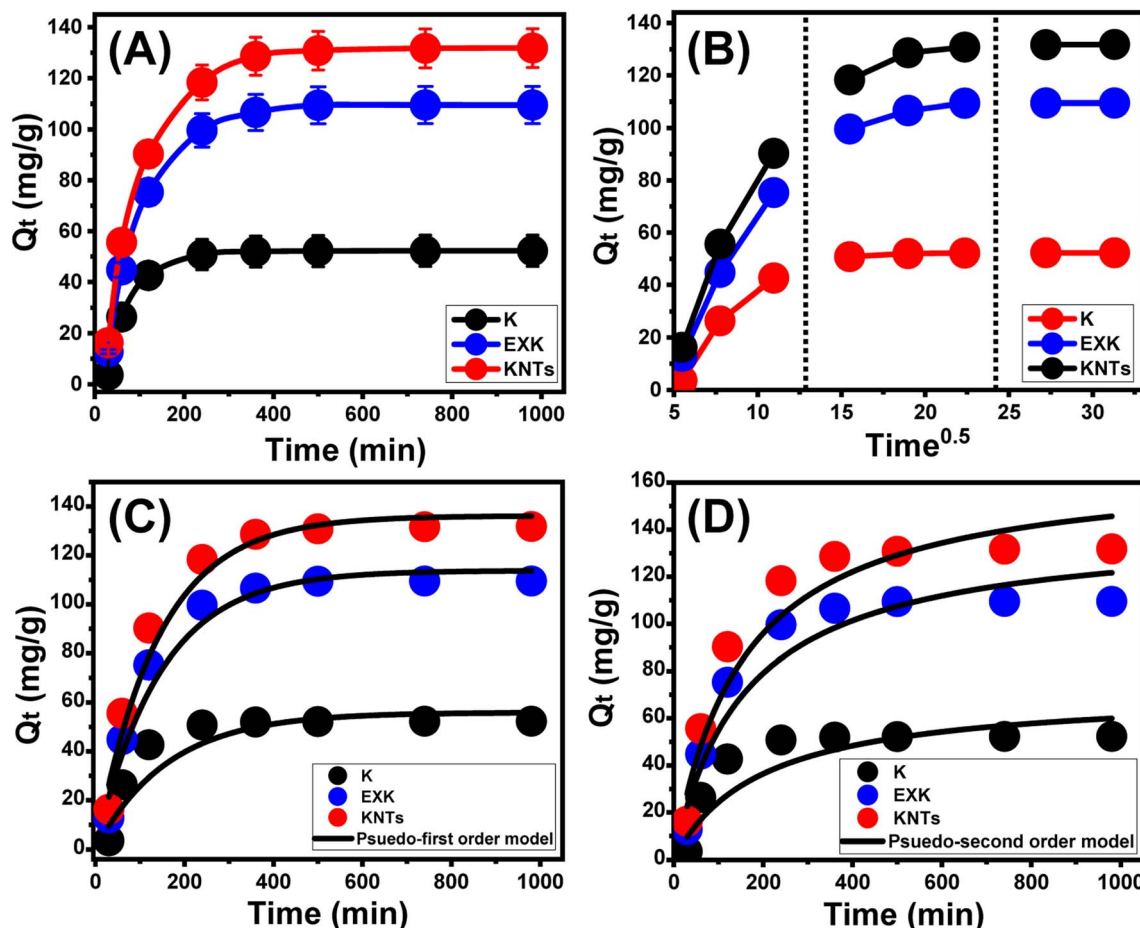 (A)
Qt (mg/g)
140
120
100
80
60
40
20
0
K
EXK
KNTs
0 200 400 600 800 1000
Time (min)
(B)
Qt (mg/g)
140
120
100
80
60
40
20
0
K
EXK
KNTs
5 10 15 20 25 30
Time0.5
(C)
Qt (mg/g)
140
120
100
80
60
40
20
0
K
EXK
KNTs
Psuedo-first order model
0 200 400 600 800 1000
Time (min)
(D)
Qt (mg/g)
160
140
120
100
80
60
40
20
0
K
EXK
KNTs
Psuedo-second order model
0 200 400 600 800 1000
Time (min)